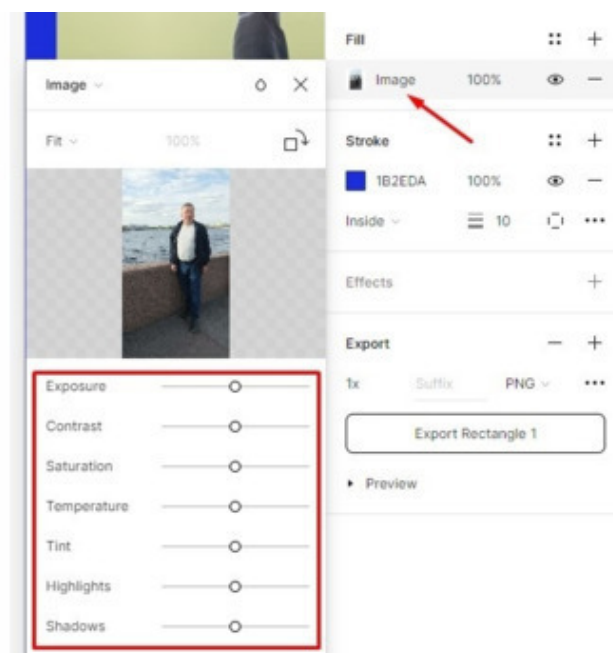 Image
Fit 100%
Exposure
Contrast
Saturation
Temperature
Tint
Highlights
Shadows
Fill
Image 100%
Stroke
1B2EDA 100%
Inside 10
Effects
Export
1x Suffix PNG
Export Rectangle 1
Preview